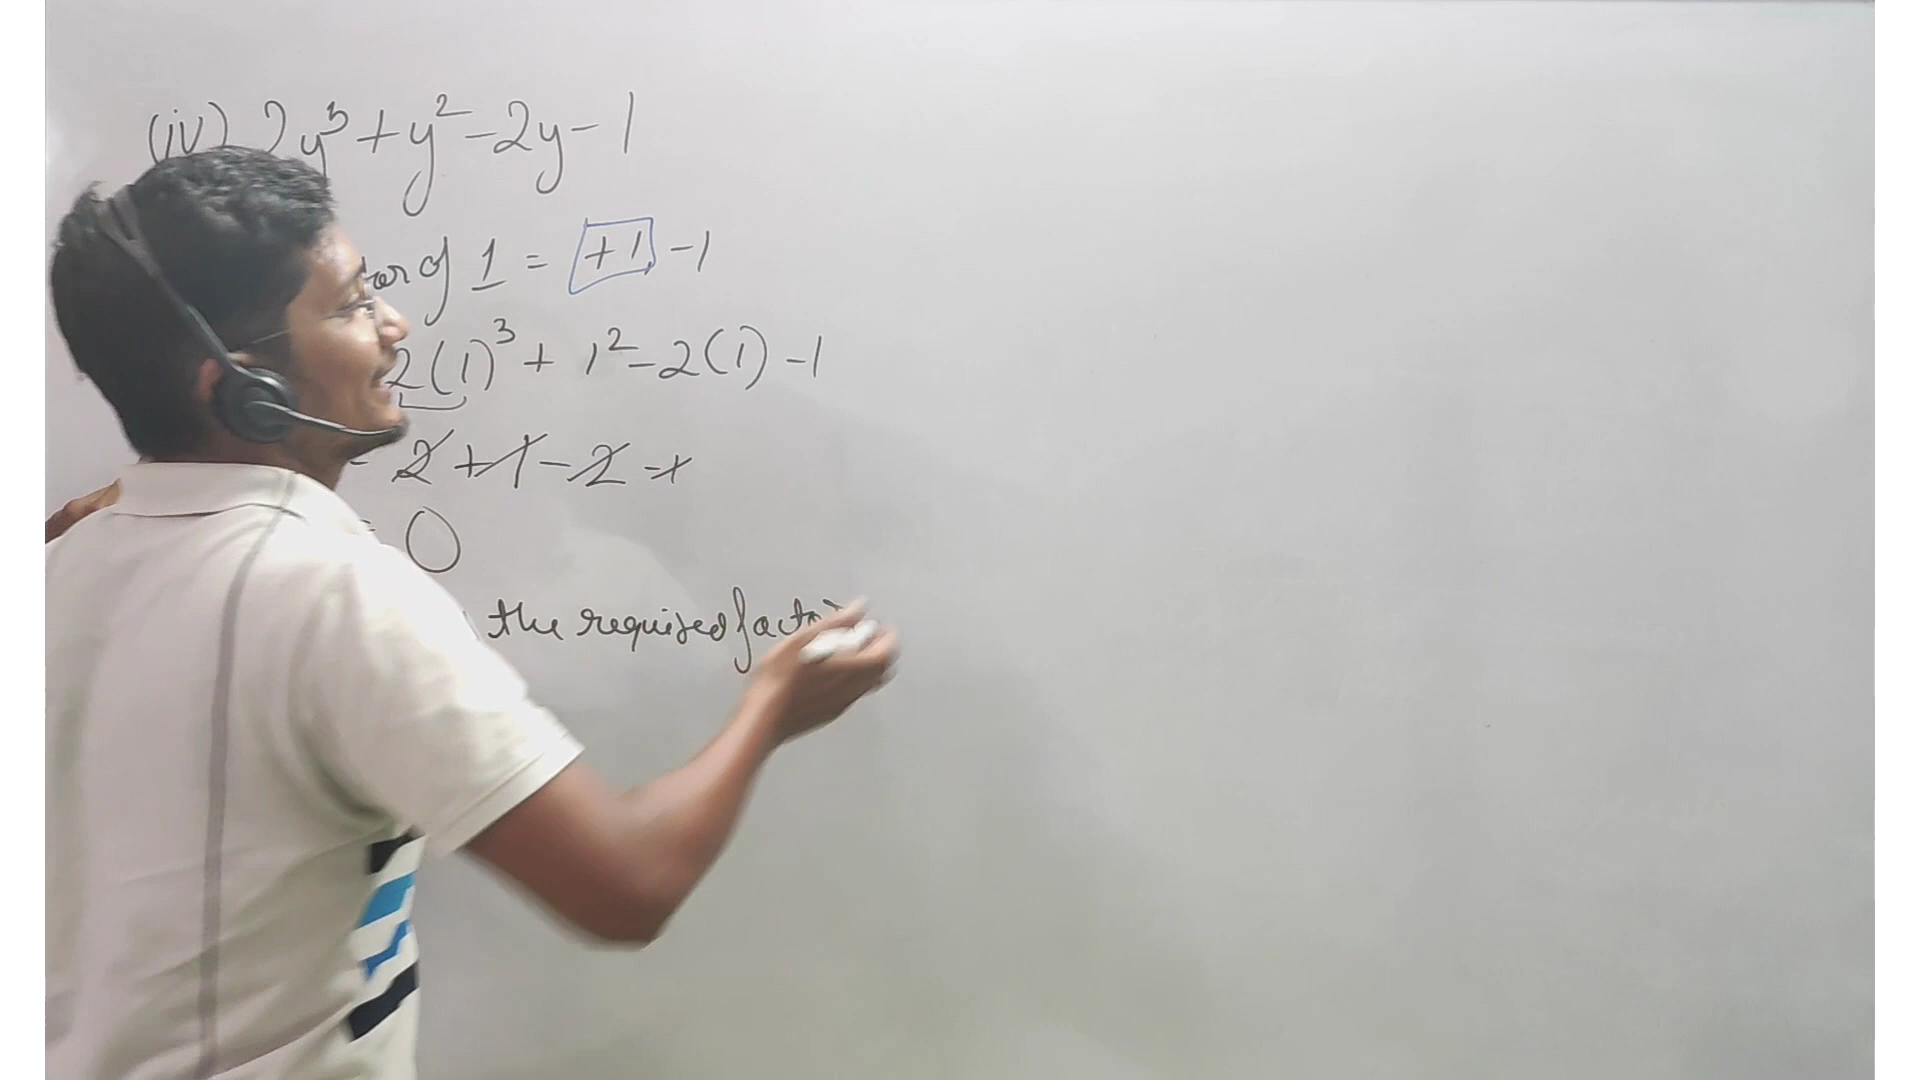 (iv) 2y³ + y² - 2y - 1
of 1 = +1 -1
2(1)³ + 1² - 2(1) - 1
- 2 + 1 - 2 - 1
= 0
the required factor